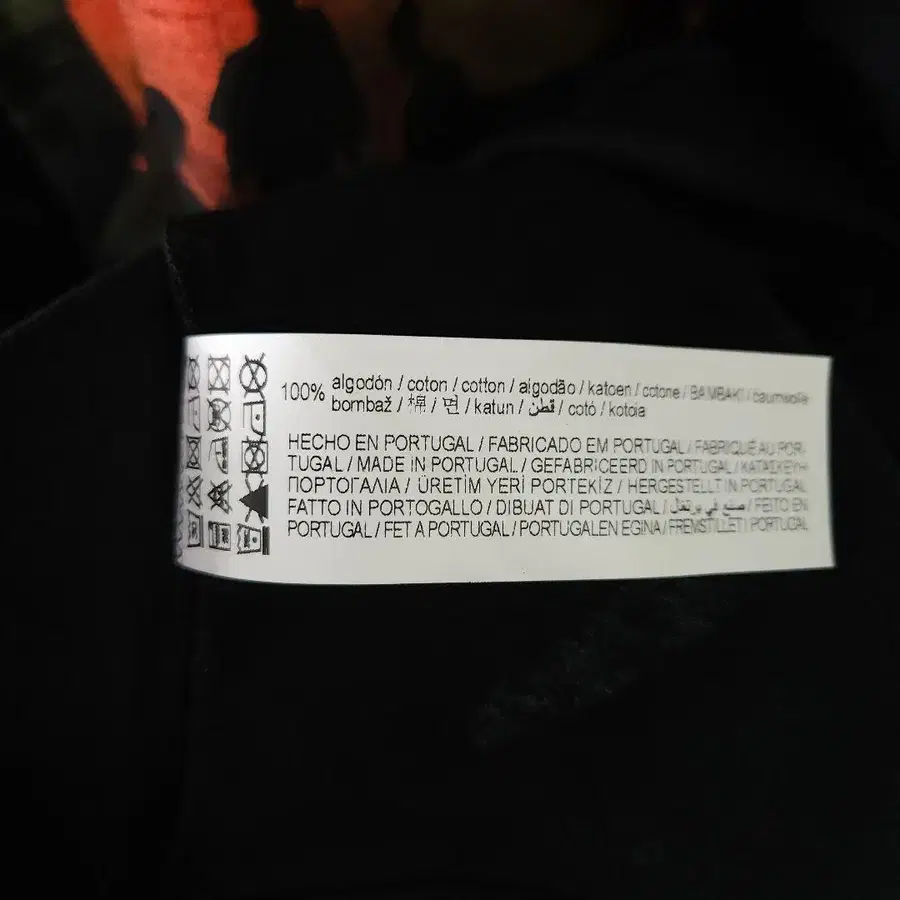 100% algodón / coton / cotton / algodão / katoen / cotone / BAMBAKI / baumwolle
bombaž / 棉 / 면 / katun / قطن / cotó / kotoia
HECHO EN PORTUGAL / FABRICADO EM PORTUGAL / FABRIQUÉ AU POR-
TUGAL / MADE IN PORTUGAL / GEFABRICEERD IN PORTUGAL / ΚΑΤΑΣΚΕΥΗ
ΠΟΡΤΟΓΑΛΙΑ / ÜRETİM YERİ PORTEKİZ / HERGESTELLT IN PORTUGAL
FATTO IN PORTOGALLO / DIBUAT DI PORTUGAL / صنع في برتغال / FEITO EN
PORTUGAL / FET A PORTUGAL / PORTUGALEN EGINA / FREMSTILLET I PORTUGAL